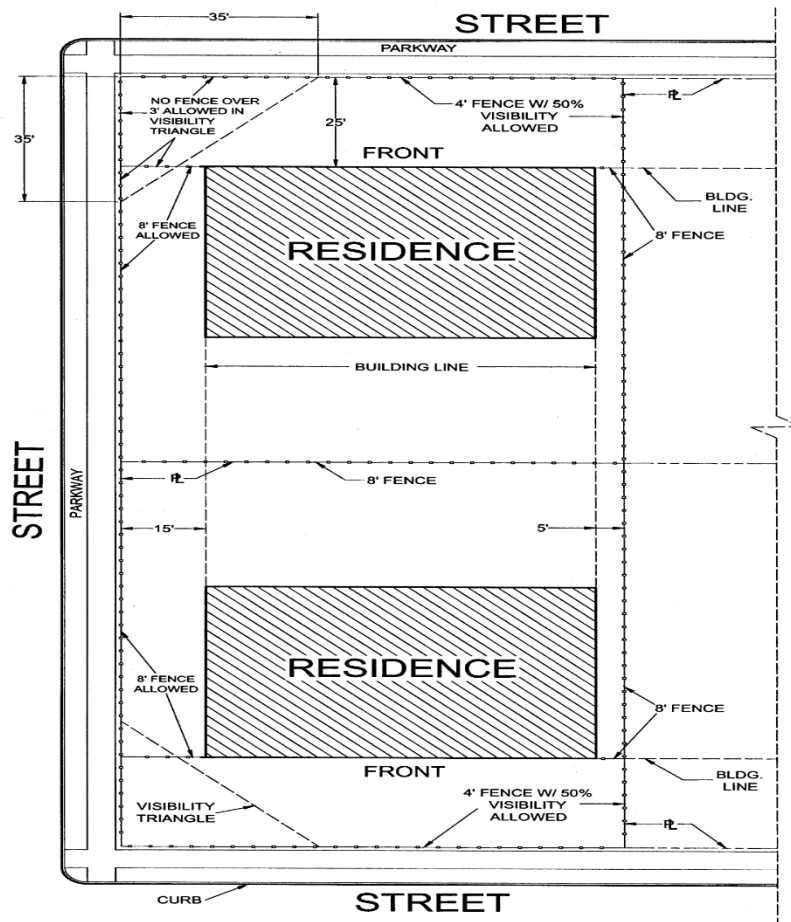 35'
STREET
PARKWAY
NO FENCE OVER
3' ALLOWED IN
VISIBILITY
TRIANGLE
35'
25'
4' FENCE W/ 50%
VISIBILITY
ALLOWED
PL
FRONT
BLDG.
LINE
8' FENCE
ALLOWED
RESIDENCE
8' FENCE
BUILDING LINE
STREET
PARKWAY
PL
8' FENCE
15'
5'
RESIDENCE
8' FENCE
ALLOWED
8' FENCE
FRONT
BLDG.
LINE
VISIBILITY
TRIANGLE
4' FENCE W/ 50%
VISIBILITY
ALLOWED
PL
CURB
STREET